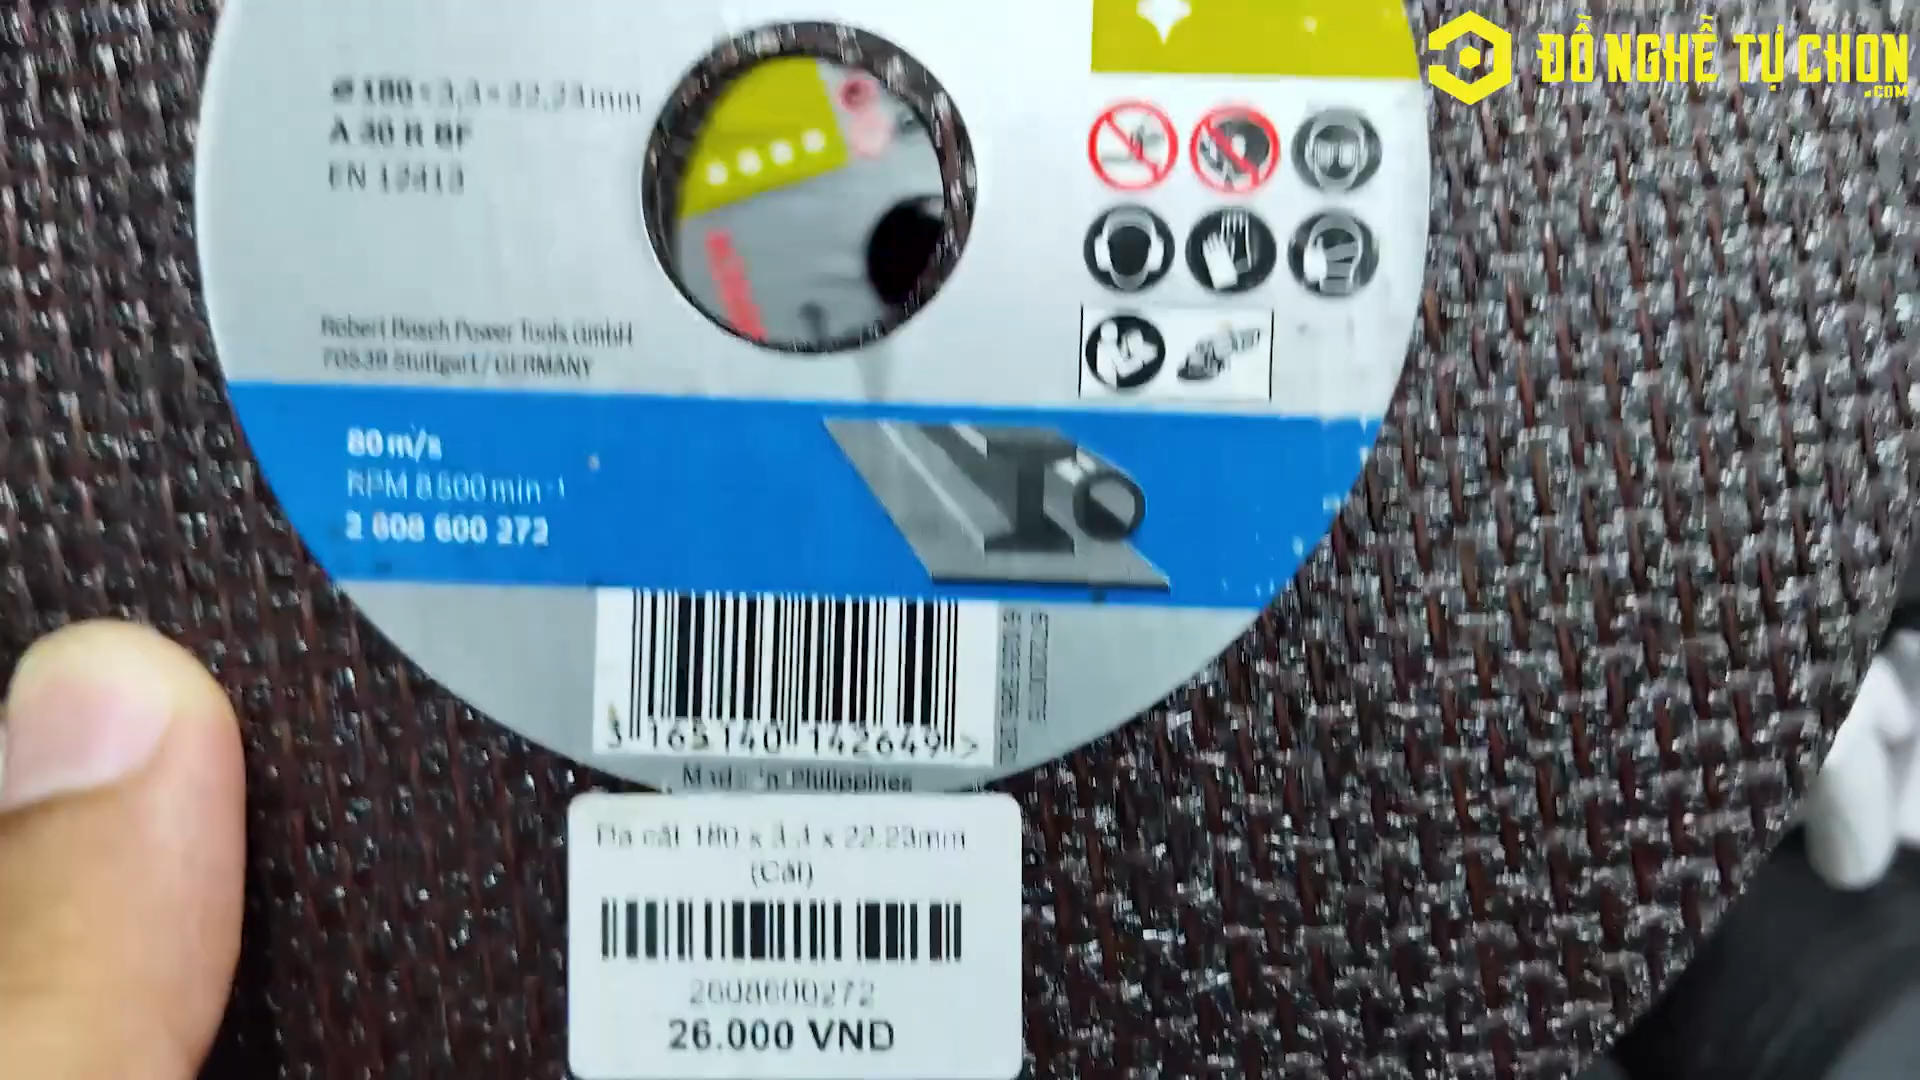 ĐỒ NGHỀ TỰ CHỌN
.COM
Ø 180 × 3,3 × 22,23 mm
A 30 R BF
EN 12413
Robert Bosch Power Tools GmbH
70538 Stuttgart / GERMANY
80 m/s
RPM 8 500 min⁻¹
2 608 600 272
3 165140 142649 >
Made in Philippines
Đá cắt 180 x 3.3 x 22.23mm
(Cái)
2608600272
26.000 VND